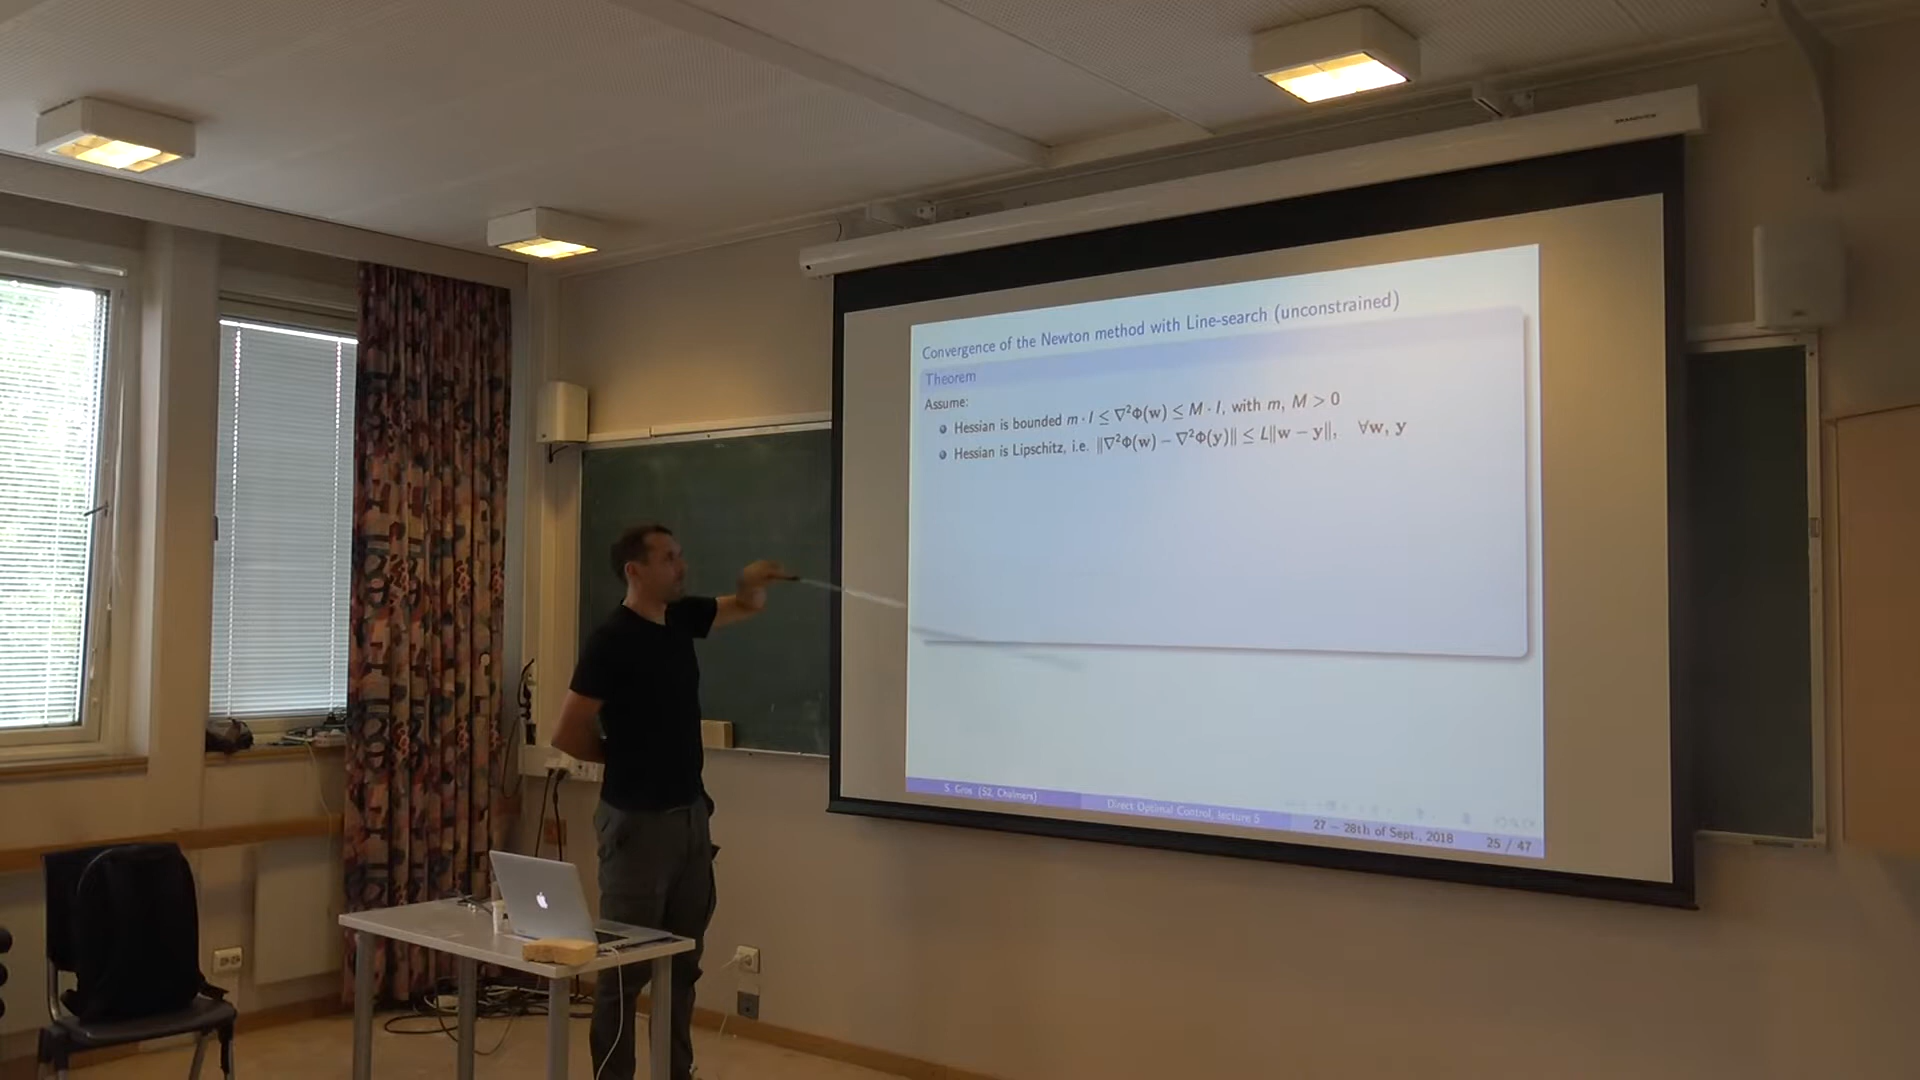 Convergence of the Newton method with Line-search (unconstrained)
Theorem
Assume:
Hessian is bounded m · I ≤ ∇²Φ(w) ≤ M · I, with m, M > 0
Hessian is Lipschitz, i.e. ‖∇²Φ(w) − ∇²Φ(y)‖ ≤ L‖w − y‖, ∀w, y
S. Gros (S2, Chalmers)
Direct Optimal Control, lecture 5
27 – 28th of Sept., 2018
25 / 47